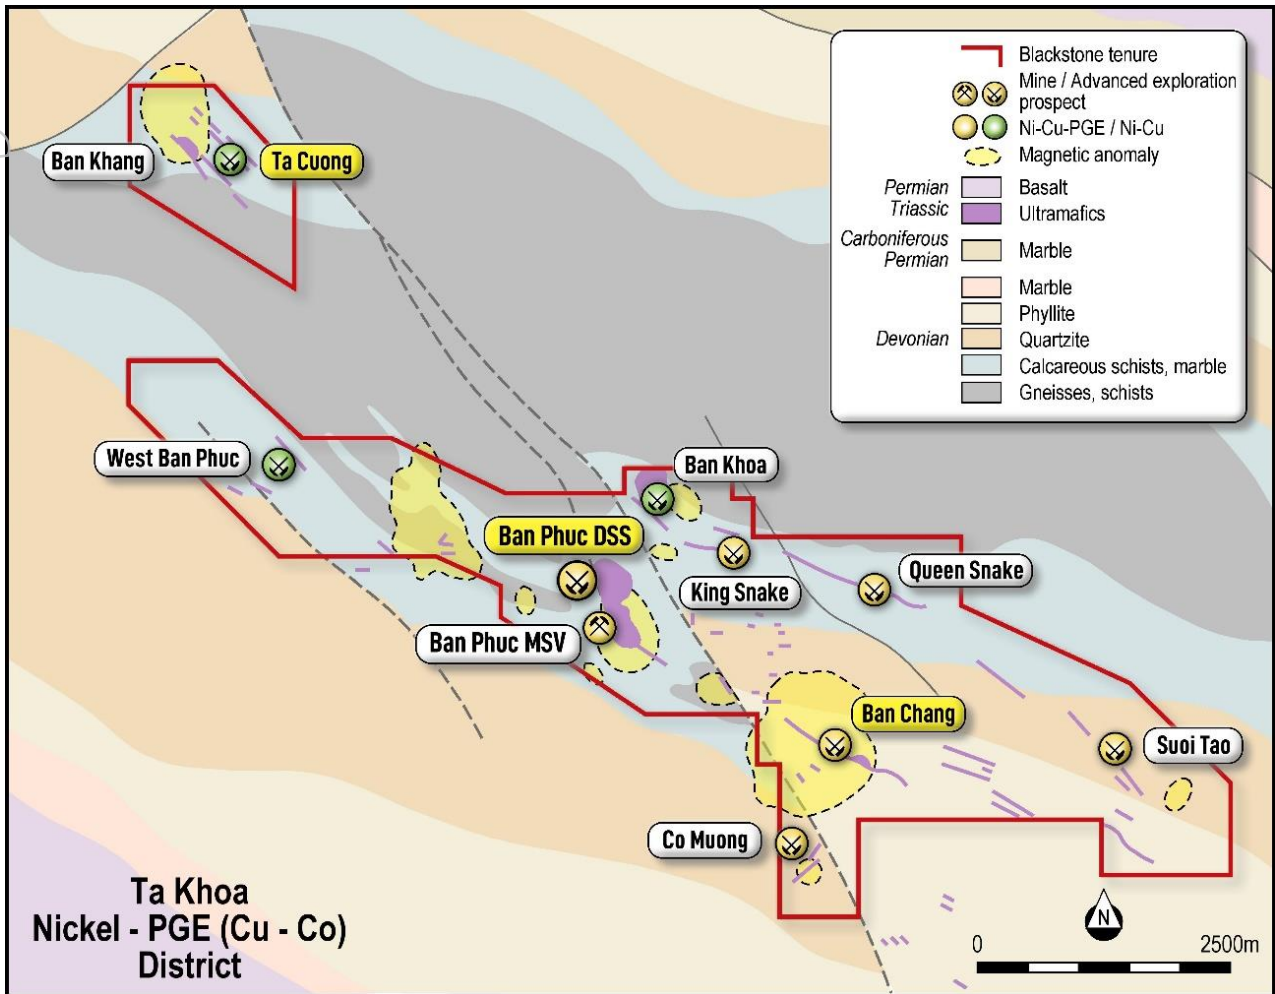 Blackstone tenure
Mine / Advanced exploration
prospect
Ni-Cu-PGE / Ni-Cu
Magnetic anomaly
Permian
Triassic
Basalt
Ultramafics
Carboniferous
Permian
Marble
Marble
Phyllite
Devonian
Quartzite
Calcareous schists, marble
Gneisses, schists
Ban Khang
Ta Cuong
West Ban Phuc
Ban Khoa
Ban Phuc DSS
King Snake
Queen Snake
Ban Phuc MSV
Ban Chang
Suoi Tao
Co Muong
Ta Khoa
Nickel - PGE (Cu - Co)
District
N
0 2500m